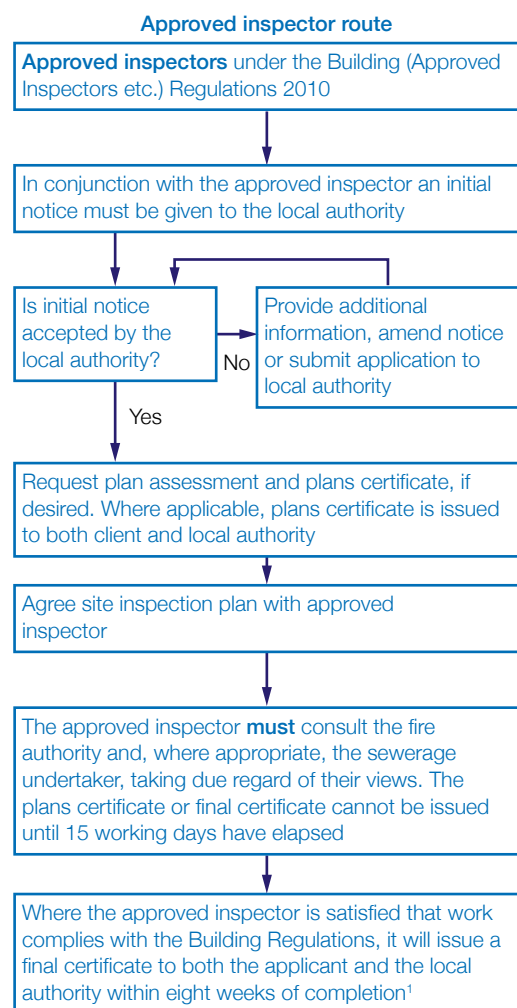 Approved inspector route
Approved inspectors under the Building (Approved
Inspectors etc.) Regulations 2010
In conjunction with the approved inspector an initial
notice must be given to the local authority
Is initial notice
accepted by the
local authority?
No
Provide additional
information, amend notice
or submit application to
local authority
Yes
Request plan assessment and plans certificate, if
desired. Where applicable, plans certificate is issued
to both client and local authority
Agree site inspection plan with approved
inspector
The approved inspector must consult the fire
authority and, where appropriate, the sewerage
undertaker, taking due regard of their views. The
plans certificate or final certificate cannot be issued
until 15 working days have elapsed
Where the approved inspector is satisfied that work
complies with the Building Regulations, it will issue a
final certificate to both the applicant and the local
authority within eight weeks of completion¹